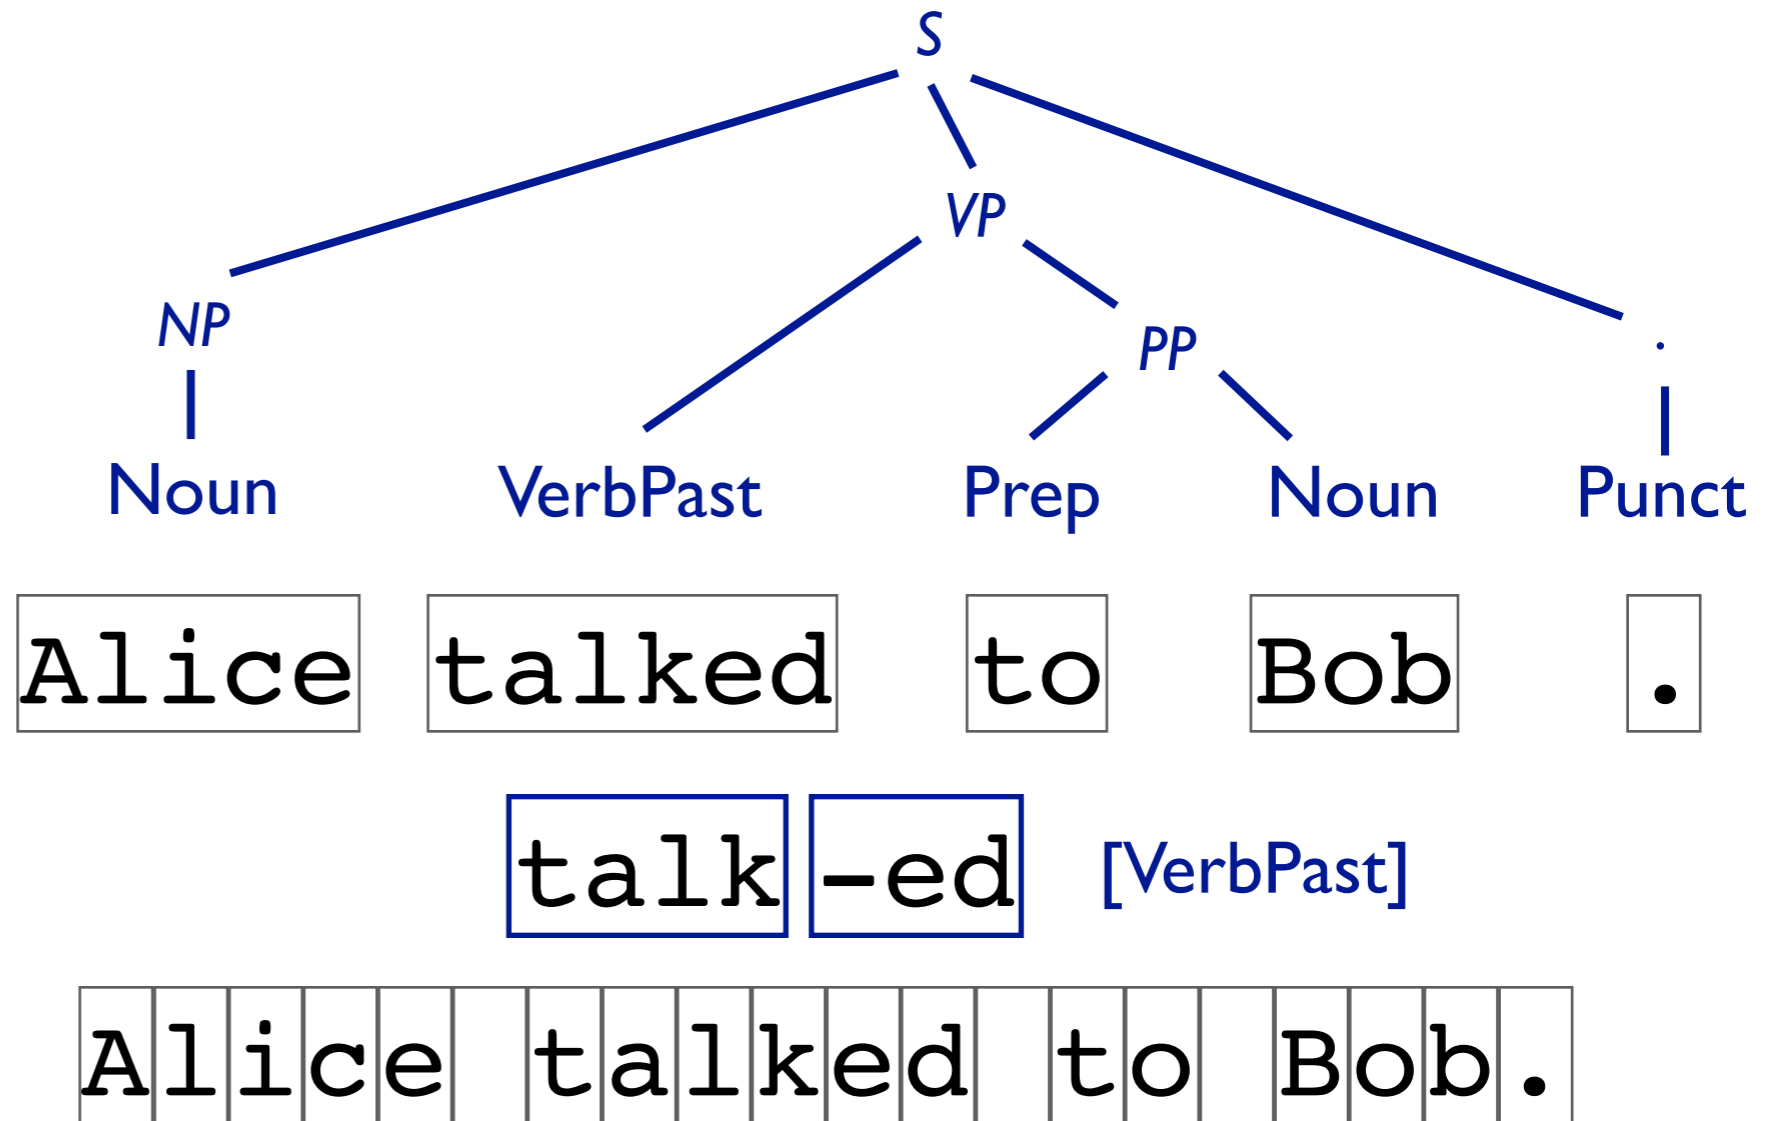 S
VP
NP
PP
.
Noun VerbPast Prep Noun Punct
Alice talked to Bob .
talk -ed [VerbPast]
Alice talked to Bob.